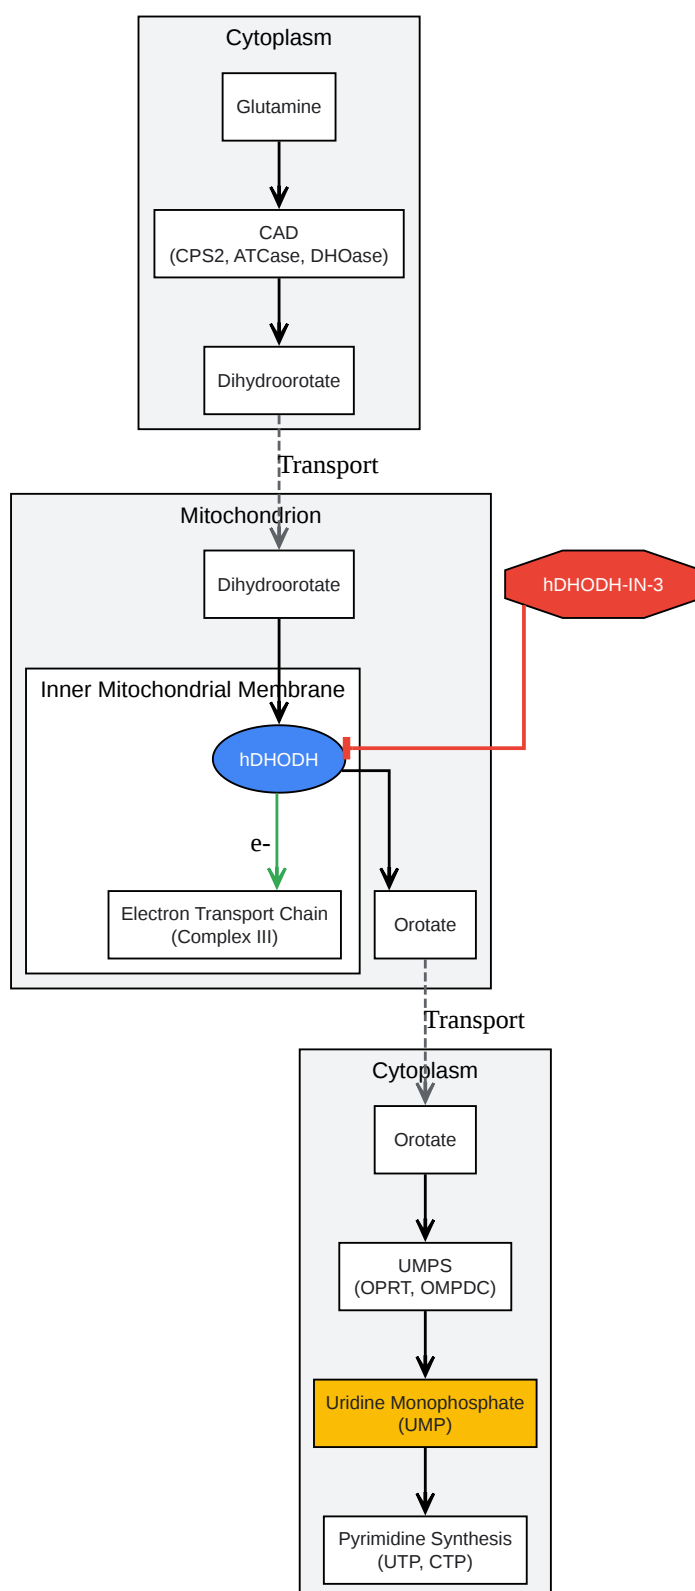 Cytoplasm
Glutamine
CAD
(CPS2, ATCase, DHOase)
Dihydroorotate
Transport
Mitochondrion
Dihydroorotate
hDHODH-IN-3
Inner Mitochondrial Membrane
hDHODH
e-
Electron Transport Chain
(Complex III)
Orotate
Transport
Cytoplasm
Orotate
UMPS
(OPRT, OMPDC)
Uridine Monophosphate
(UMP)
Pyrimidine Synthesis
(UTP, CTP)